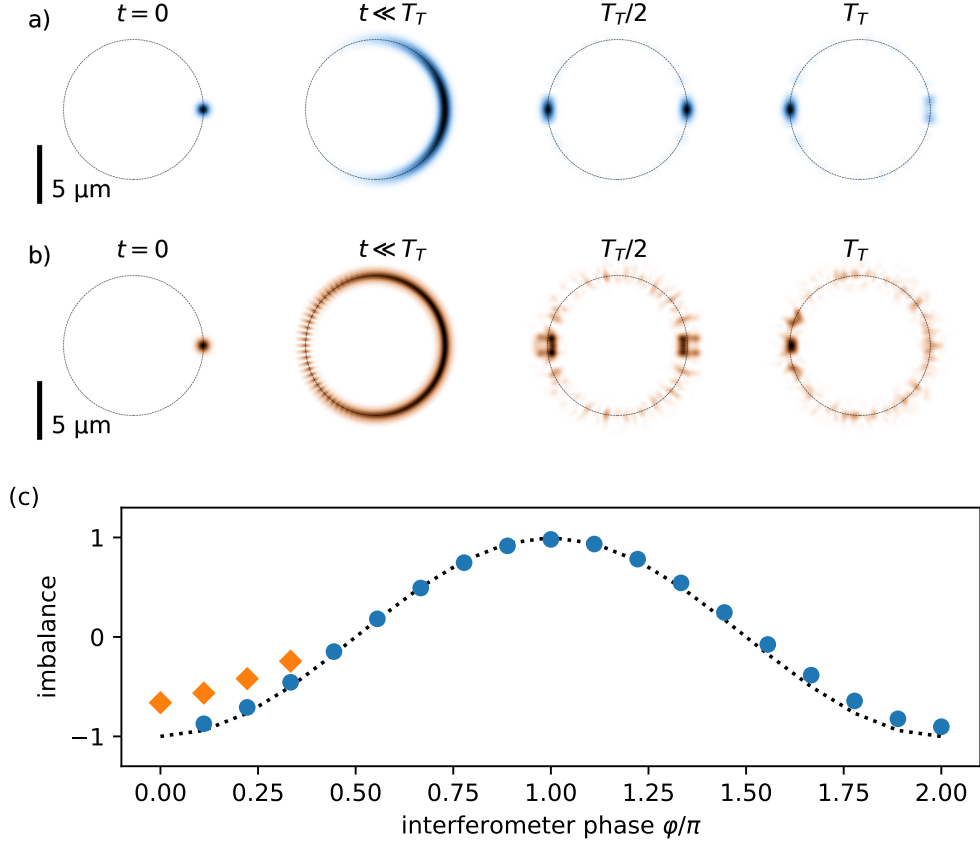 a)
t = 0
t ≪ T_T
T_T/2
T_T
5 µm
b)
t = 0
t ≪ T_T
T_T/2
T_T
5 µm
(c)
imbalance
1
0
−1
0.00 0.25 0.50 0.75 1.00 1.25 1.50 1.75 2.00
interferometer phase φ/π